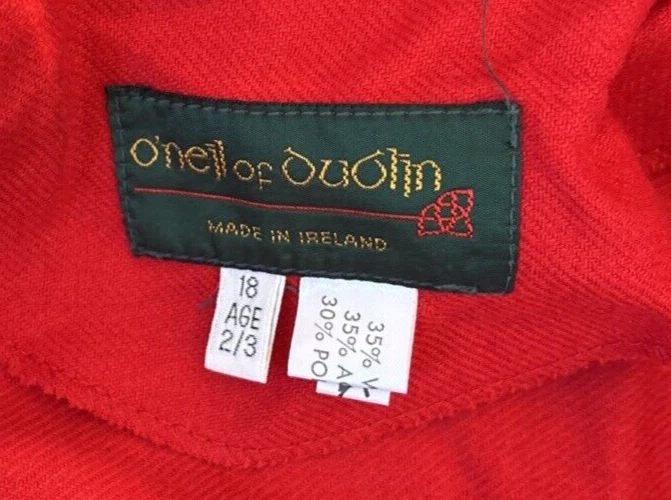 O'neill of Dublin
MADE IN IRELAND
18
AGE
2/3
35% V
35% A
30% PO